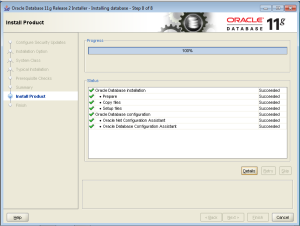 Oracle Database 11g Release 2 Installer - Installing database - Step 8 of 9
Install Product
ORACLE
DATABASE
11g
Configure Security Updates
Installation Option
System Class
Typical Installation
Prerequisite Checks
Summary
Install Product
Finish
Progress
100%
Status
Oracle Database installation Succeeded
• Prepare Succeeded
• Copy files Succeeded
• Setup files Succeeded
Oracle Database configuration Succeeded
• Oracle Net Configuration Assistant Succeeded
• Oracle Database Configuration Assistant Succeeded
Details
Retry
Skip
Help
< Back
Next >
Finish
Cancel